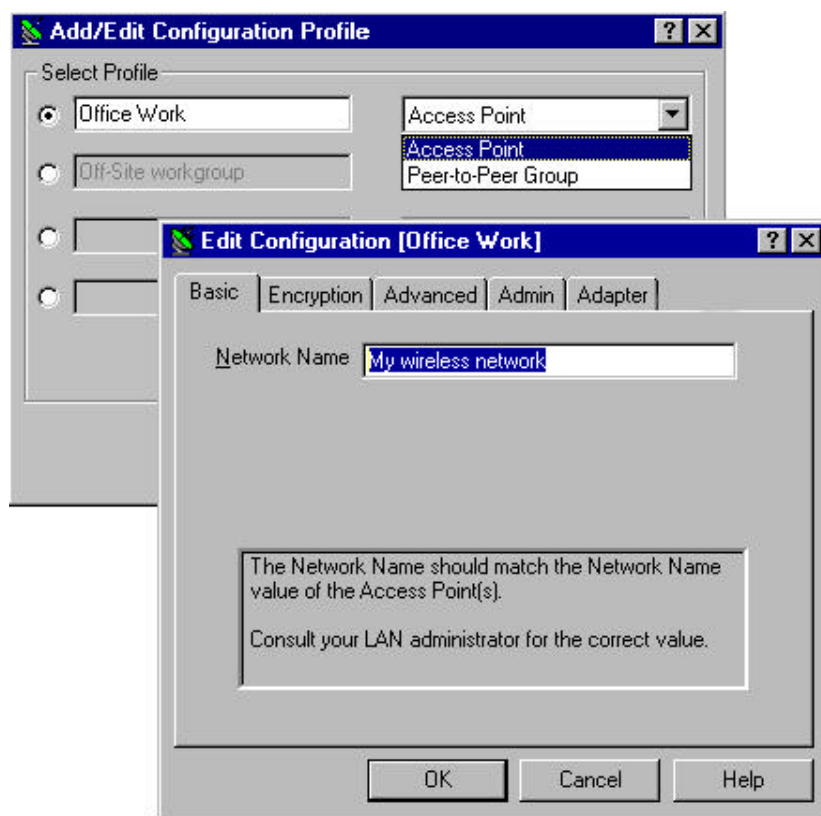 Add/Edit Configuration Profile
Select Profile
Office Work
Access Point
Access Point
Off-Site workgroup
Peer-to-Peer Group
Edit Configuration [Office Work]
Basic Encryption Advanced Admin Adapter
Network Name My wireless network
The Network Name should match the Network Name
value of the Access Point(s).
Consult your LAN administrator for the correct value.
OK Cancel Help